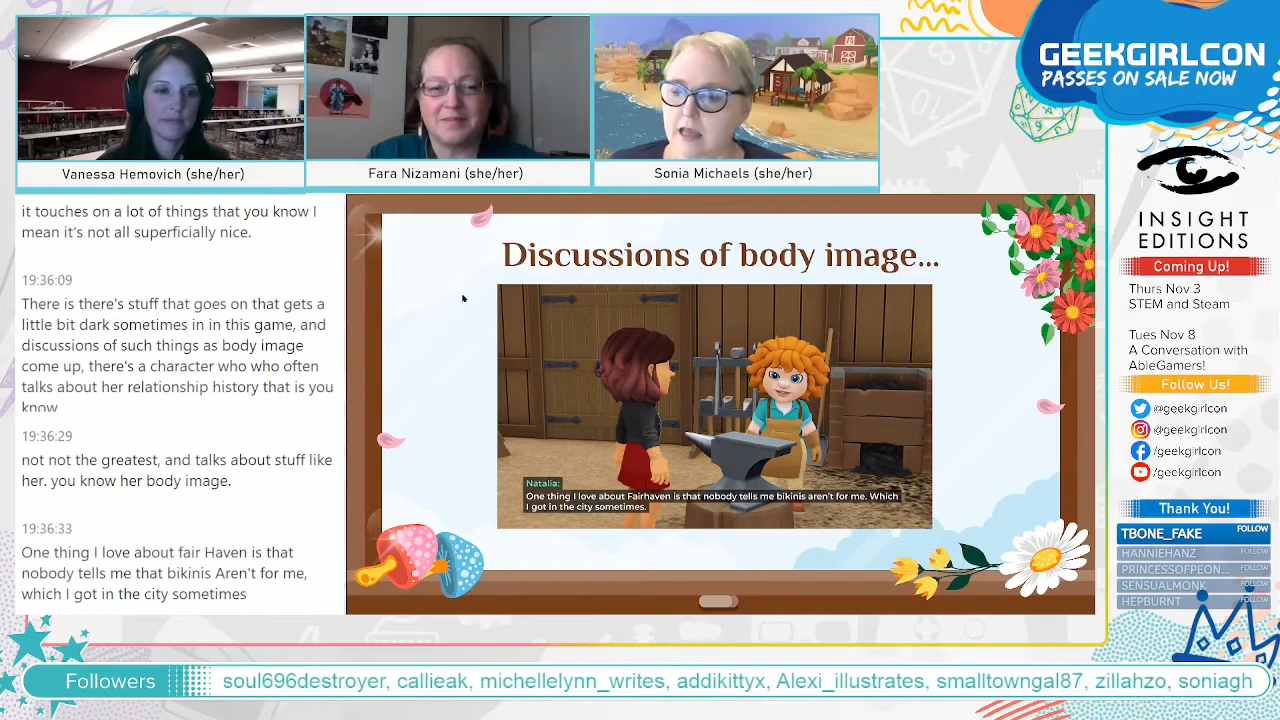 Vanessa Hemovich (she/her)
Fara Nizamani (she/her)
Sonia Michaels (she/her)
GEEKGIRLCON
PASSES ON SALE NOW
it touches on a lot of things that you know I
mean it's not all superficially nice.
19:36:09
There is there's stuff that goes on that gets a
little bit dark sometimes in in this game, and
discussions of such things as body image
come up, there's a character who who often
talks about her relationship history that is you
know
19:36:29
not not the greatest, and talks about stuff like
her. you know her body image.
19:36:33
One thing I love about fair Haven is that
nobody tells me that bikinis Aren't for me,
which I got in the city sometimes
Discussions of body image...
Natalia:
One thing I love about Fairhaven is that nobody tells me bikinis aren't for me. Which
I got in the city sometimes.
INSIGHT
EDITIONS
Coming Up!
Thurs Nov 3
STEM and Steam
Tues Nov 8
A Conversation with
AbleGamers!
Follow Us!
@geekgirlcon
@geekgirlcon
/geekgirlcon
/geekgirlcon
Thank You!
TBONE_FAKE FOLLOW
HANNIEHANZ FOLLOW
PRINCESSOFPEON... FOLLOW
SENSUALMONK FOLLOW
HEPBURNT FOLLOW
Followers soul696destroyer, callieak, michellelynn_writes, addikittyx, Alexi_illustrates, smalltowngal87, zillahzo, soniagh